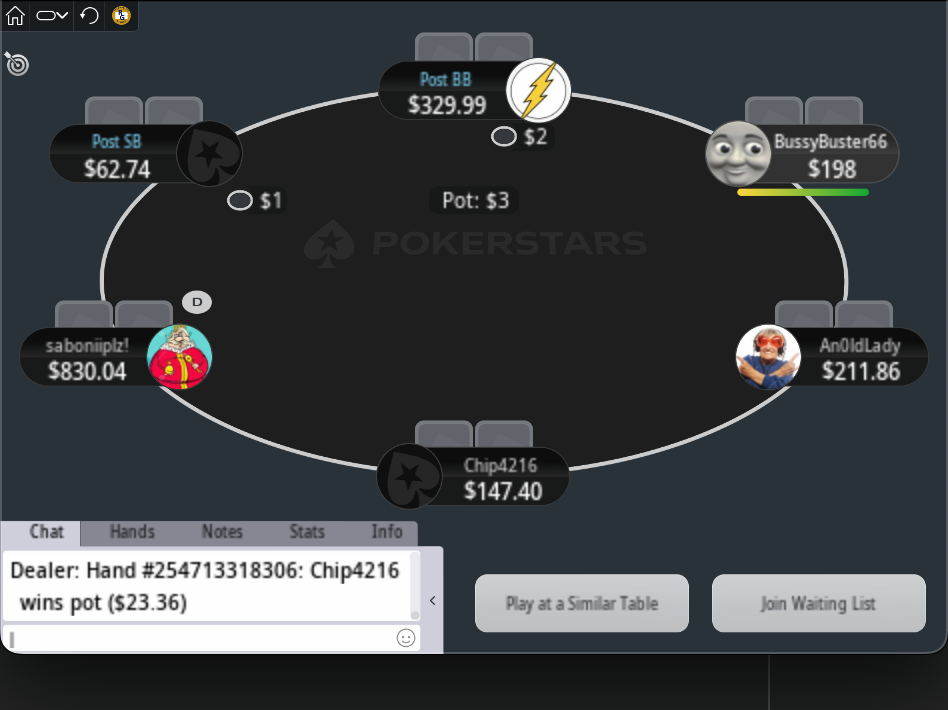 Post BB
$329.99
$2
Post SB
$62.74
BussyBuster66
$198
$1
Pot: $3
POKERSTARS
D
saboniiplz!
$830.04
An0ldLady
$211.86
Chip4216
$147.40
Chat Hands Notes Stats Info
Dealer: Hand #254713318306: Chip4216
wins pot ($23.36)
Play at a Similar Table
Join Waiting List